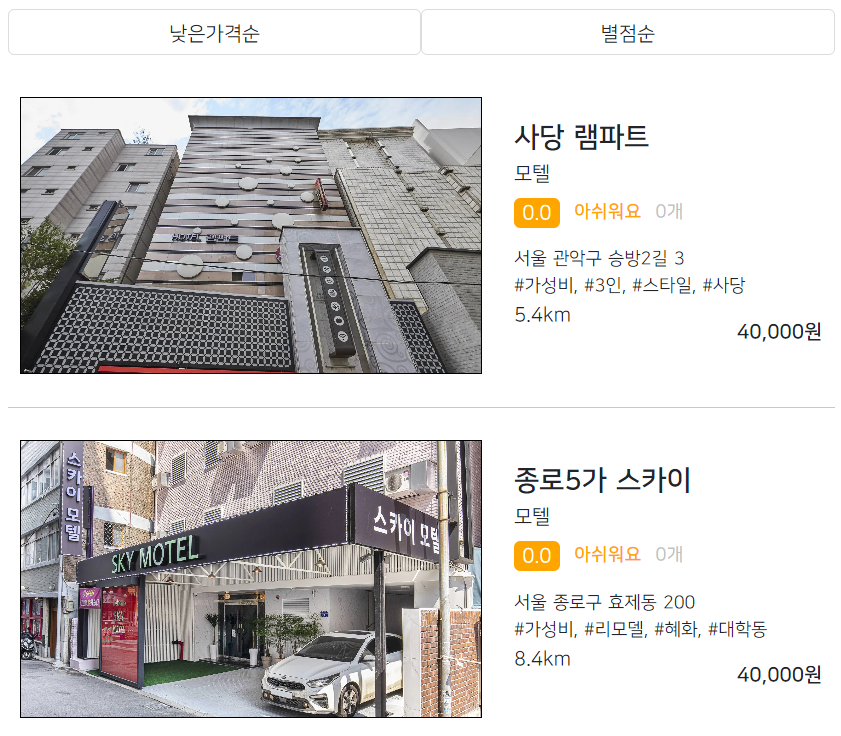 낮은가격순
별점순
사당 램파트
모텔
0.0 아쉬워요 0개
서울 관악구 승방2길 3
#가성비, #3인, #스타일, #사당
5.4km
40,000원
HOTEL 람파트
종로5가 스카이
모텔
0.0 아쉬워요 0개
서울 종로구 효제동 200
#가성비, #리모델, #혜화, #대학동
8.4km
40,000원
스카이 모텔
SKY MOTEL
스카이 모텔